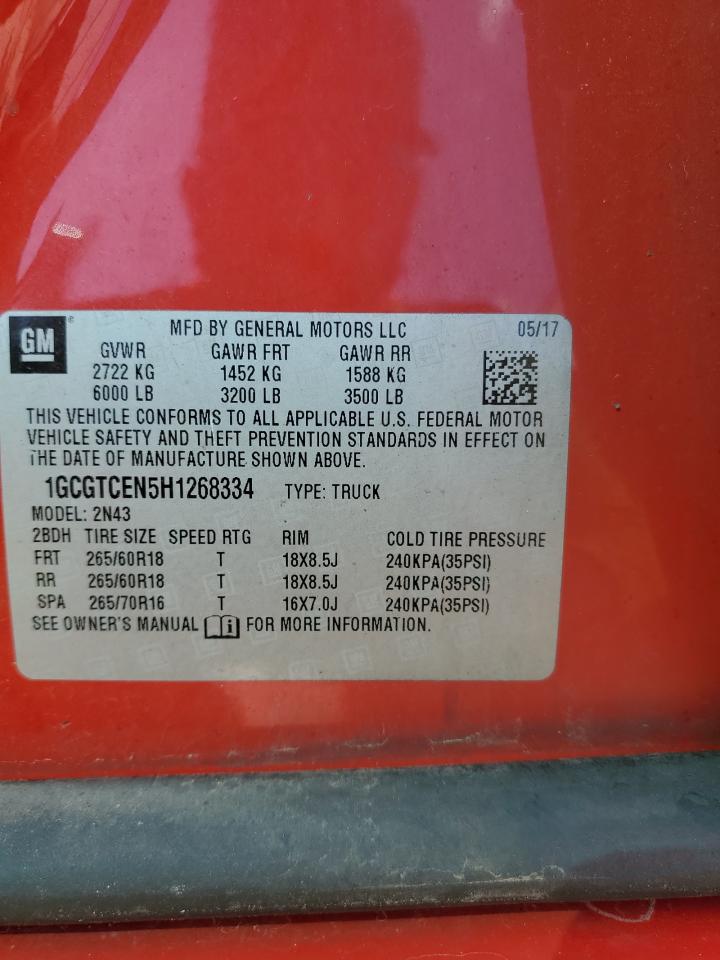 GM MFD BY GENERAL MOTORS LLC 05/17
GVWR GAWR FRT GAWR RR
2722 KG 1452 KG 1588 KG
6000 LB 3200 LB 3500 LB
THIS VEHICLE CONFORMS TO ALL APPLICABLE U.S. FEDERAL MOTOR
VEHICLE SAFETY AND THEFT PREVENTION STANDARDS IN EFFECT ON
THE DATE OF MANUFACTURE SHOWN ABOVE.
1GCGTCEN5H1268334 TYPE: TRUCK
MODEL: 2N43
2BDH TIRE SIZE SPEED RTG RIM COLD TIRE PRESSURE
FRT 265/60R18 T 18X8.5J 240KPA(35PSI)
RR 265/60R18 T 18X8.5J 240KPA(35PSI)
SPA 265/70R16 T 16X7.0J 240KPA(35PSI)
SEE OWNER'S MANUAL i FOR MORE INFORMATION.